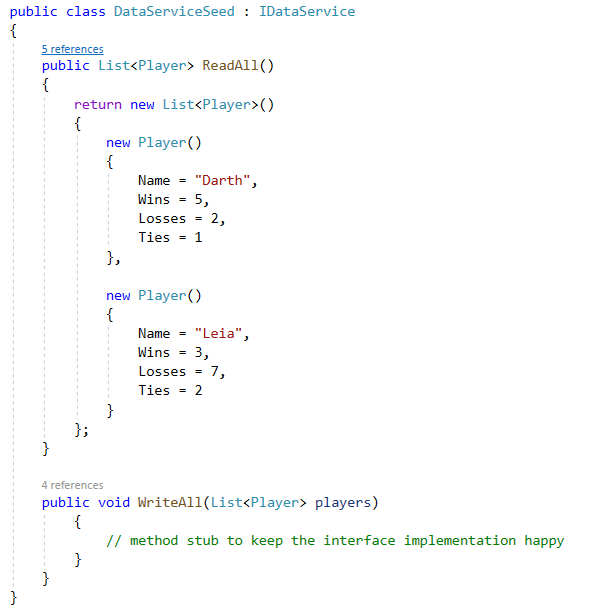 public class DataServiceSeed : IDataService
{
5 references
public List<Player> ReadAll()
{
return new List<Player>()
{
new Player()
{
Name = "Darth",
Wins = 5,
Losses = 2,
Ties = 1
},
new Player()
{
Name = "Leia",
Wins = 3,
Losses = 7,
Ties = 2
}
};
}
4 references
public void WriteAll(List<Player> players)
{
// method stub to keep the interface implementation happy
}
}
}